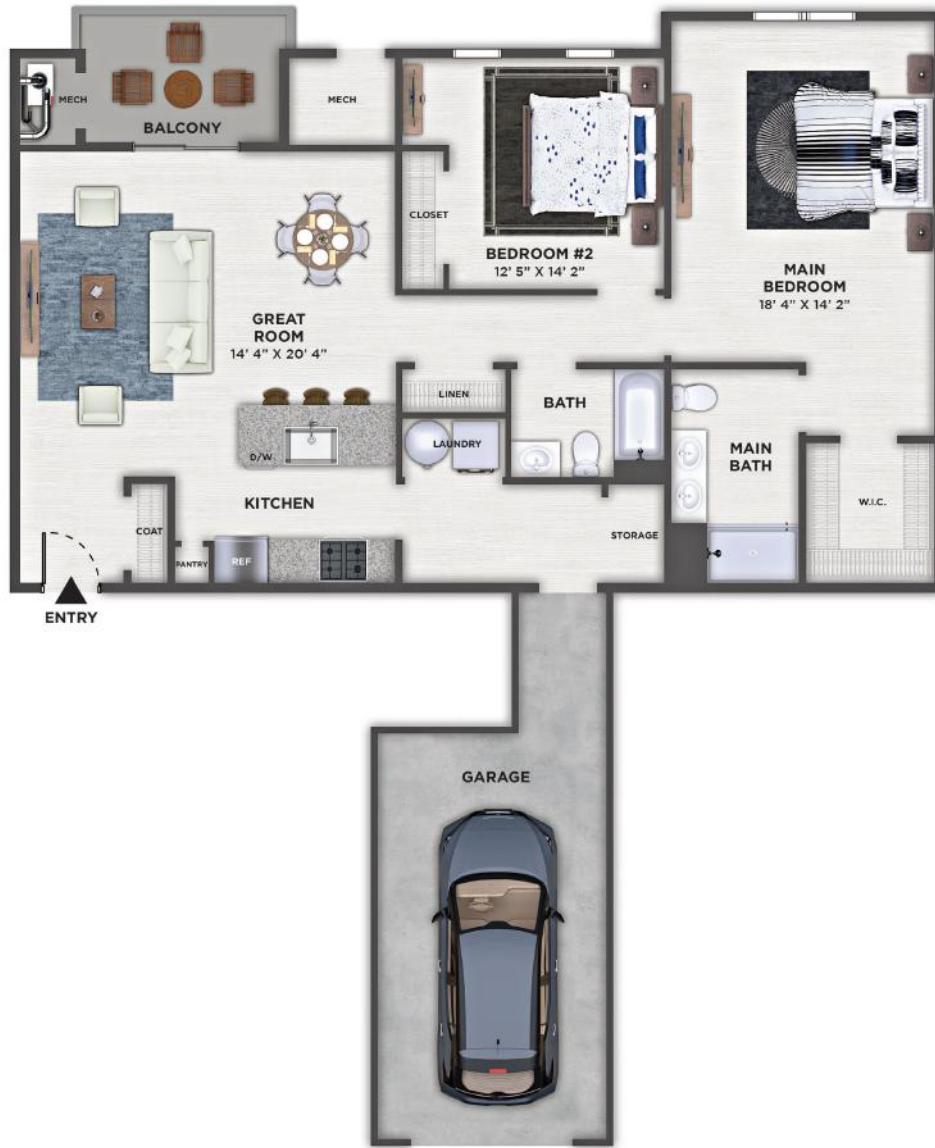 MECH
BALCONY
MECH
CLOSET
BEDROOM #2
12' 5" X 14' 2"
MAIN
BEDROOM
18' 4" X 14' 2"
GREAT
ROOM
14' 4" X 20' 4"
LINEN
BATH
LAUNDRY
D/W
MAIN
BATH
KITCHEN
W.I.C.
COAT
STORAGE
PANTRY
REF
ENTRY
GARAGE